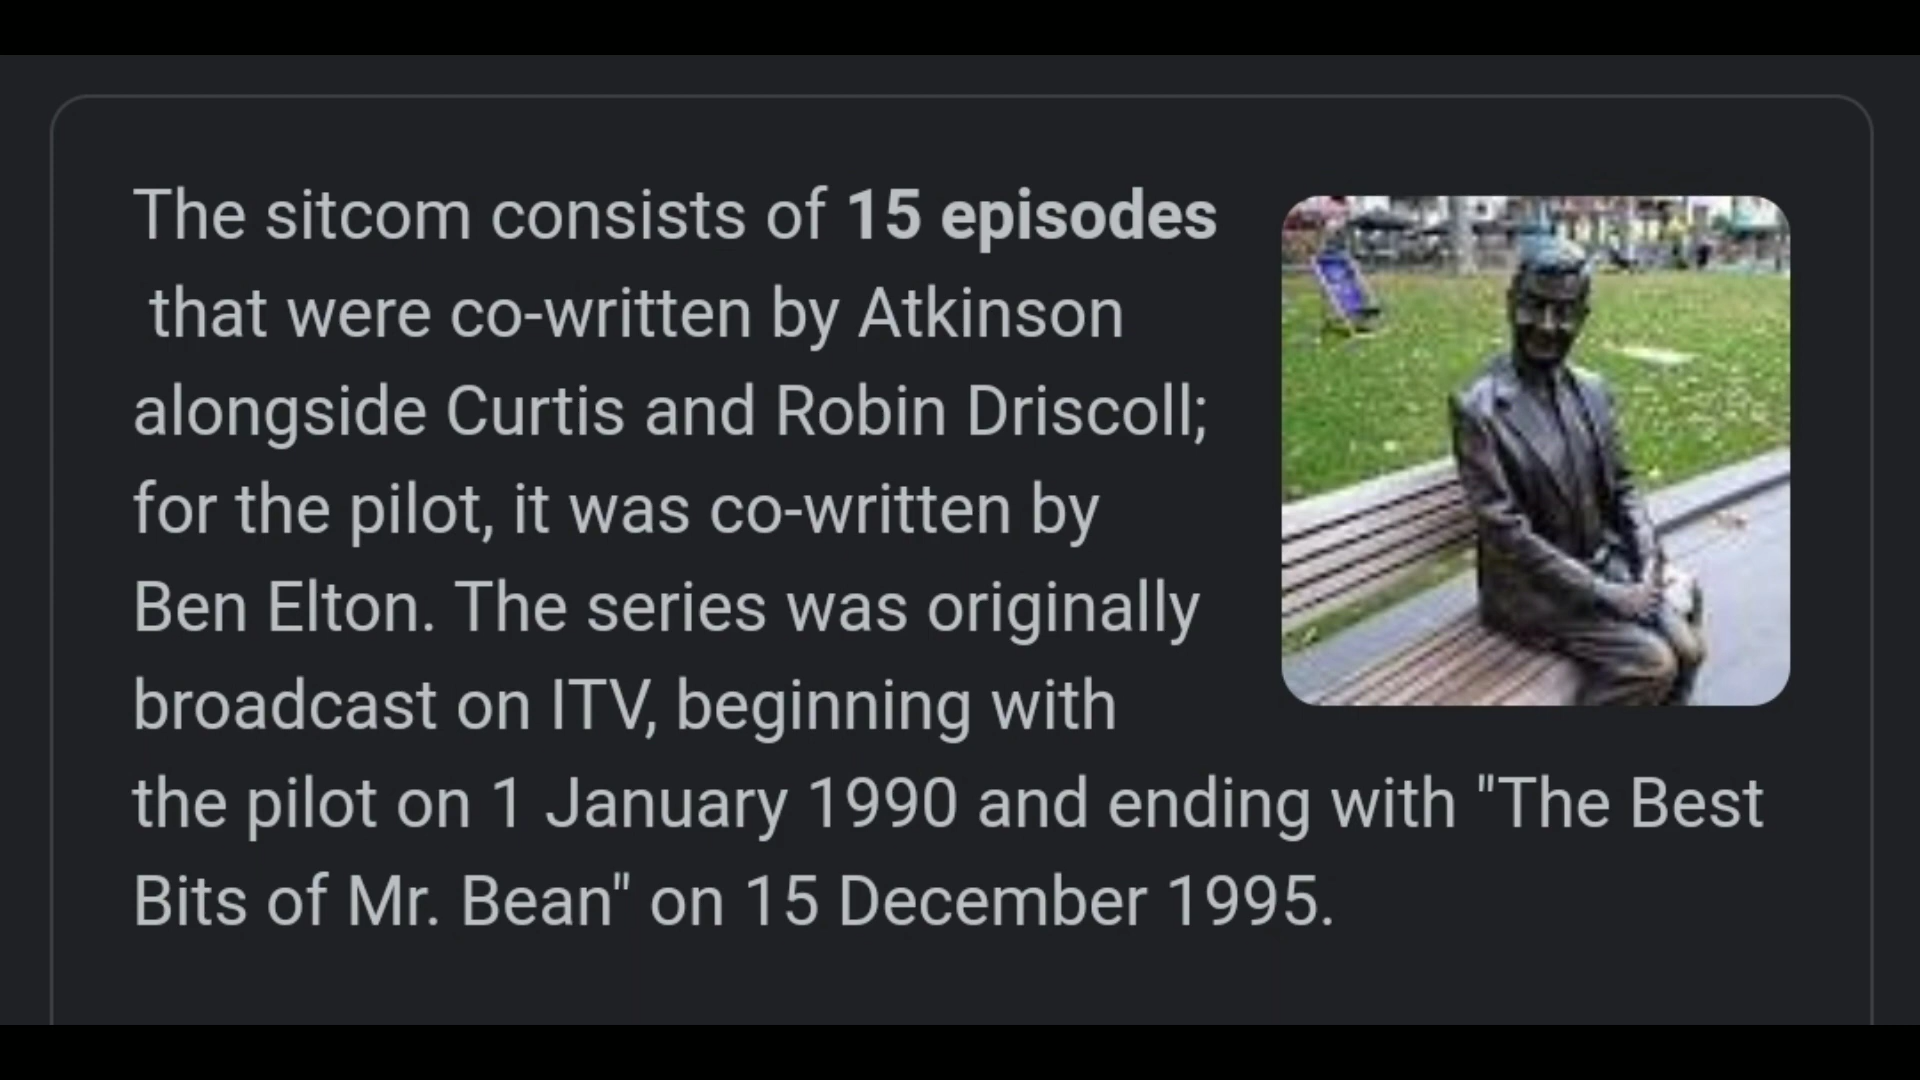 The sitcom consists of 15 episodes
that were co-written by Atkinson
alongside Curtis and Robin Driscoll;
for the pilot, it was co-written by
Ben Elton. The series was originally
broadcast on ITV, beginning with
the pilot on 1 January 1990 and ending with "The Best
Bits of Mr. Bean" on 15 December 1995.